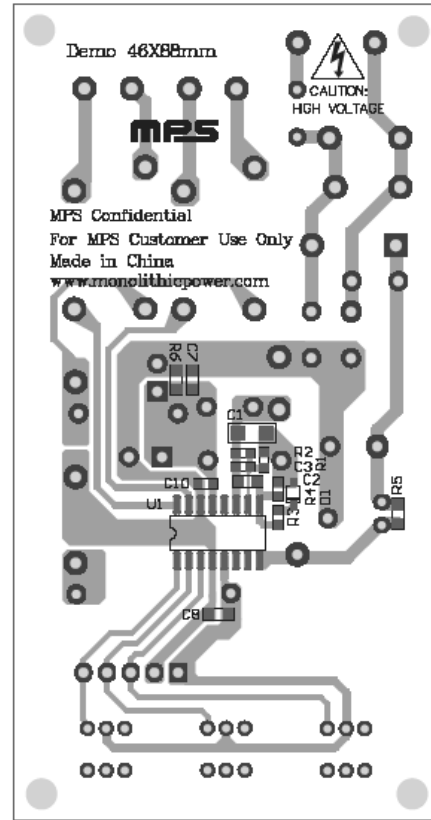 Demo 46X88mm
CAUTION:
HIGH VOLTAGE
mPS
MPS Confidential
For MPS Customer Use Only
Made in China
www.monolithicpower.com
R6
C7
C1
R2
C3
R1
C2
C10
R4
D1
U1
R3
R5
C8